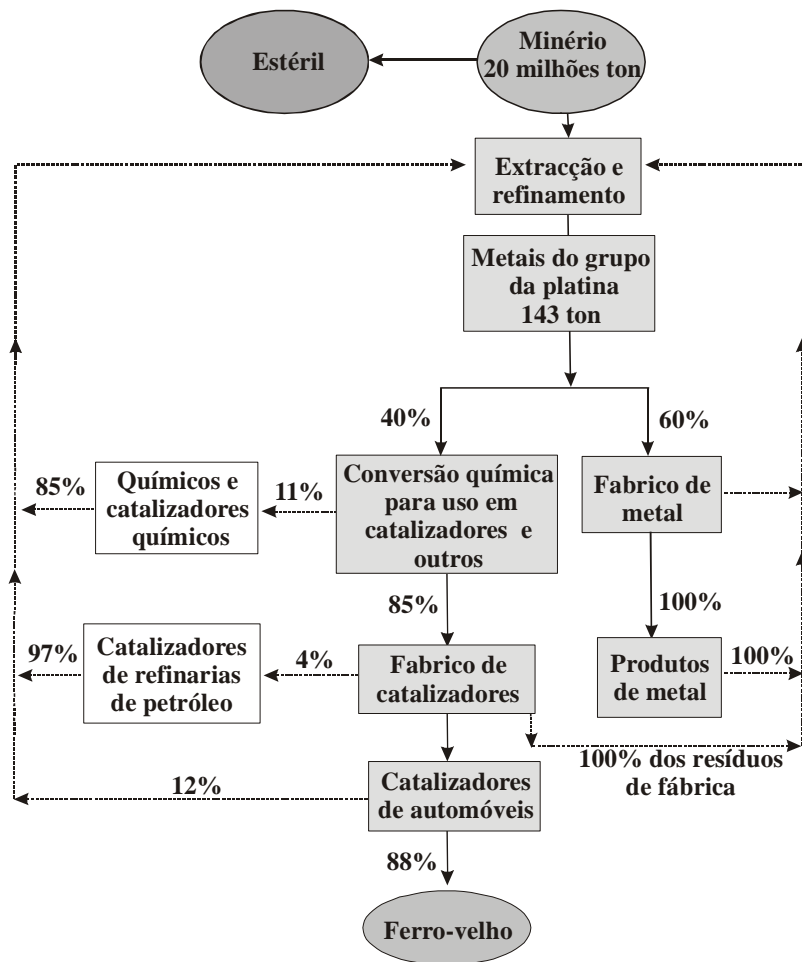 Estéril
Minério
20 milhões ton
Extracção e
refinamento
Metais do grupo
da platina
143 ton
40%
60%
85%
Químicos e
catalizadores
químicos
11%
Conversão química
para uso em
catalizadores e
outros
Fabrico de
metal
85%
100%
97%
Catalizadores
de refinarias
de petróleo
4%
Fabrico de
catalizadores
Produtos
de metal
100%
100% dos resíduos
de fábrica
12%
Catalizadores
de automóveis
88%
Ferro-velho